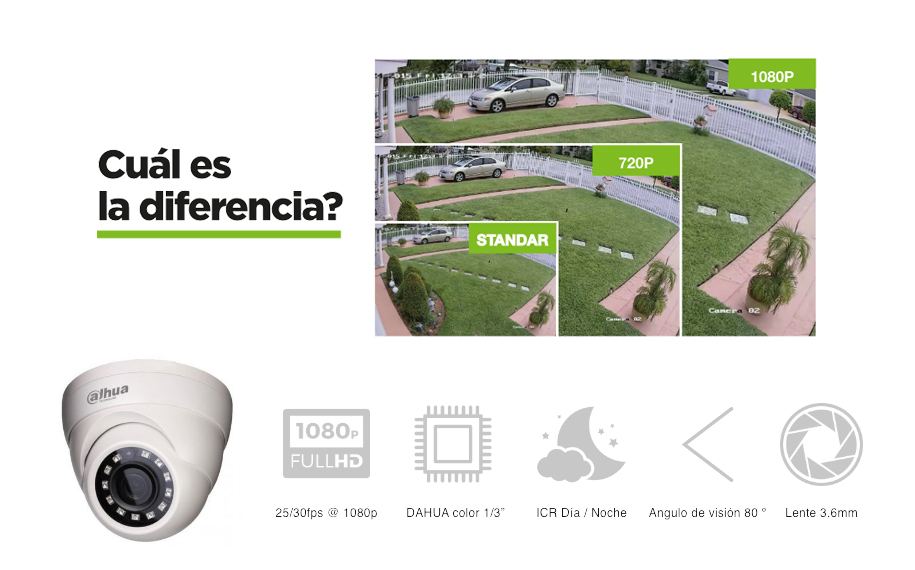 1080P
Cuál es
la diferencia?
720P
STANDAR
Camera 02
Camera 02
alhua
1080P
FULLHD
25/30fps @ 1080p
DAHUA color 1/3”
ICR Día / Noche
Angulo de visión 80 °
Lente 3.6mm